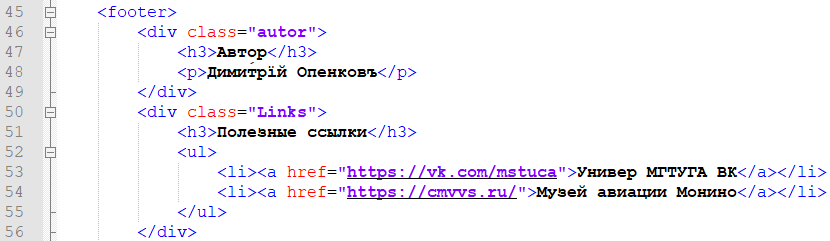 45 <footer>
46 <div class="autor">
47 <h3>Автор</h3>
48 <p>Дими́трїй Опенковъ</p>
49 </div>
50 <div class="Links">
51 <h3>Полезные ссылки</h3>
52 <ul>
53 <li><a href="https://vk.com/mstuca">Универ МГТУГА ВК</a></li>
54 <li><a href="https://cmvvs.ru/">Музей авиации Монино</a></li>
55 </ul>
56 </div>